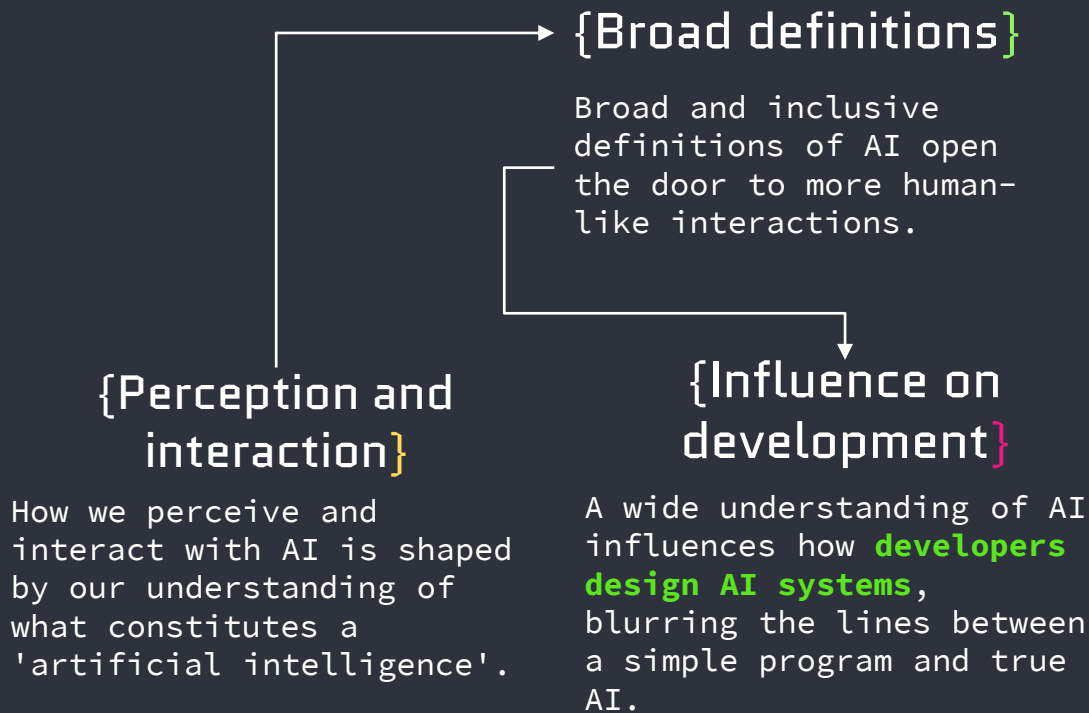 {Broad definitions}
Broad and inclusive
definitions of AI open
the door to more human-
like interactions.
{Perception and
interaction}
How we perceive and
interact with AI is shaped
by our understanding of
what constitutes a
'artificial intelligence'.
{Influence on
development}
A wide understanding of AI
influences how developers
design AI systems,
blurring the lines between
a simple program and true
AI.